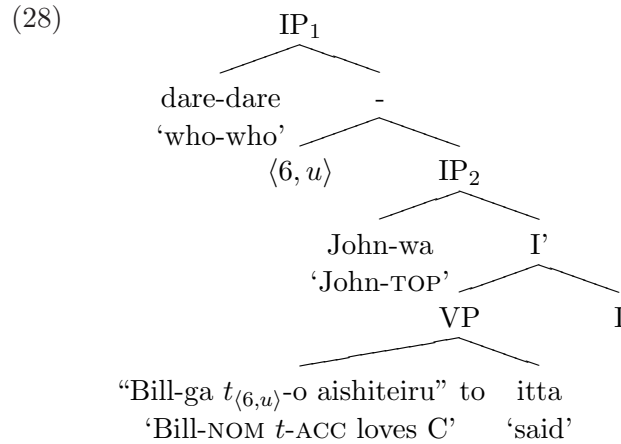 (28)
IP₁
dare-dare -
‘who-who’
⟨6, u⟩ IP₂
John-wa I’
‘John-TOP’
VP
“Bill-ga t⟨6,u⟩-o aishiteiru” to itta
‘Bill-NOM t-ACC loves C’ ‘said’